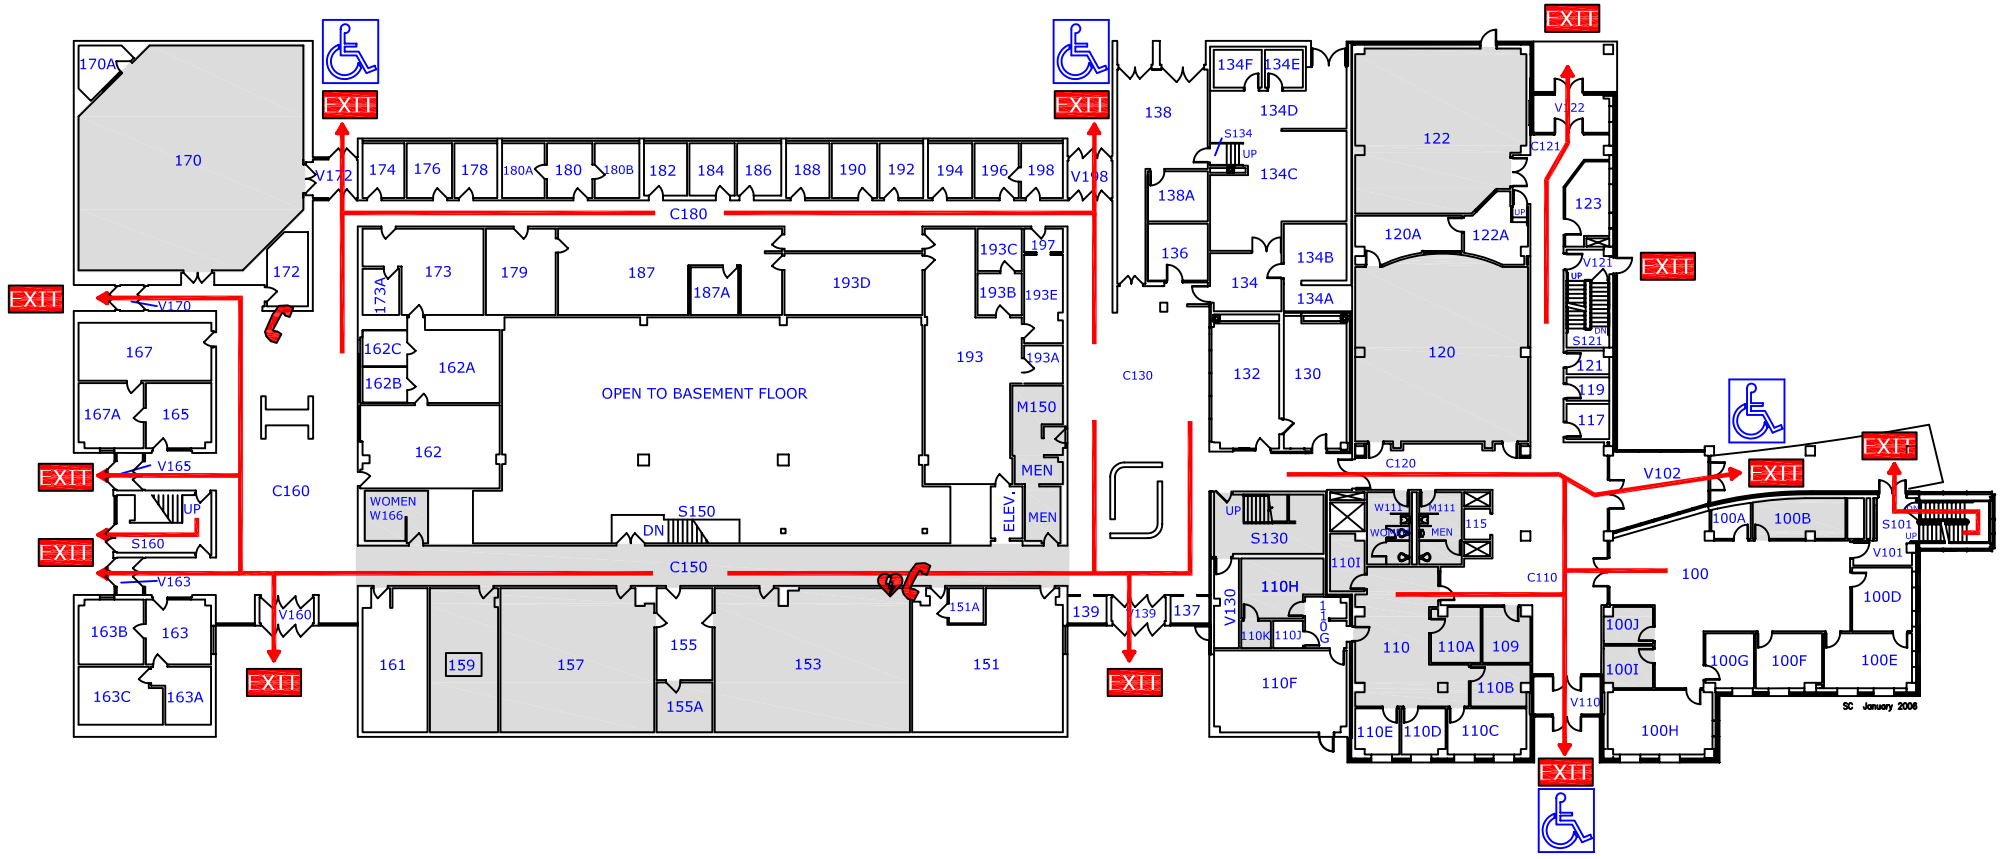 EXIT
170A
134F
134E
EXIT
EXIT
V122
138
134D
170
122
S134
C121
UP
V172
174
176
178
180A
180
180B
182
184
186
188
190
192
194
196
198
V198
134C
138A
123
C180
UP
120A
122A
173
179
187
193D
193C
197
136
134B
V121
EXIT
172
UP
EXIT
V170
173A
187A
193B
193E
134
134A
DN
S121
167
162C
162A
193
193A
120
121
162B
C130
132
130
119
167A
165
OPEN TO BASEMENT FLOOR
M150
117
EXIT
162
C120
V165
EXIT
MEN
V102
EXIT
C160
WOMEN
W166
UP
S150
ELEV.
MEN
UP
W111
M111
115
100A
100B
S101
DN
DN
S130
WOMEN
MEN
UP
S160
EXIT
V101
110I
C150
C110
100
V163
110H
151A
139
V139
137
V130
110G
100D
V160
163B
163
110K
110J
100J
155
110
110A
109
161
159
157
153
151
100G
100F
100E
100I
EXIT
EXIT
110F
110B
163C
163A
155A
V110
SC January 2006
110E
110D
110C
100H
EXIT